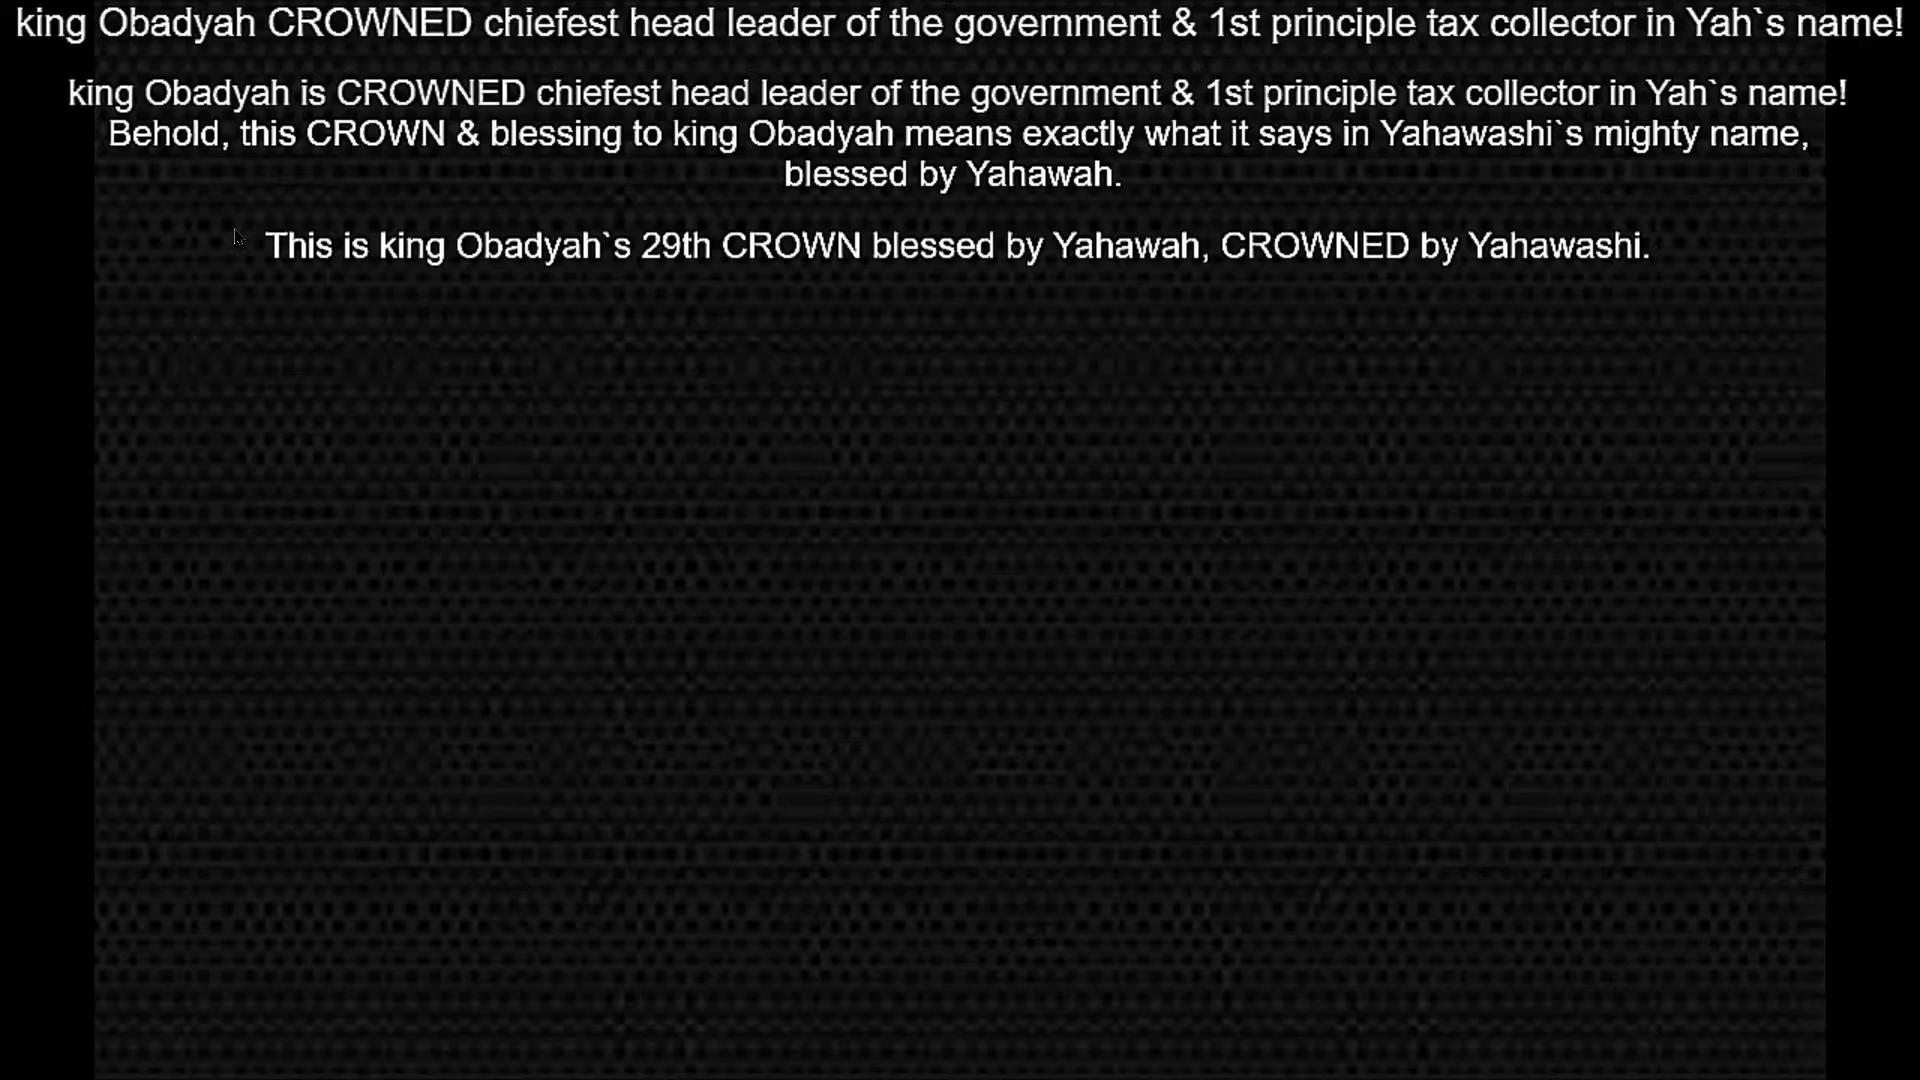 king Obadyah CROWNED chiefest head leader of the government & 1st principle tax collector in Yah`s name!
king Obadyah is CROWNED chiefest head leader of the government & 1st principle tax collector in Yah`s name!
Behold, this CROWN & blessing to king Obadyah means exactly what it says in Yahawashi`s mighty name,
blessed by Yahawah.
This is king Obadyah`s 29th CROWN blessed by Yahawah, CROWNED by Yahawashi.